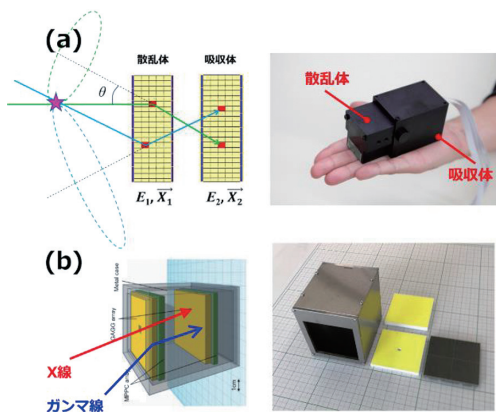 (a)
散乱体
吸収体
θ
E₁, X₁
E₂, X₂
散乱体
吸収体
(b)
Metal case
GAGG array
MPPC array
1cm
X線
ガンマ線